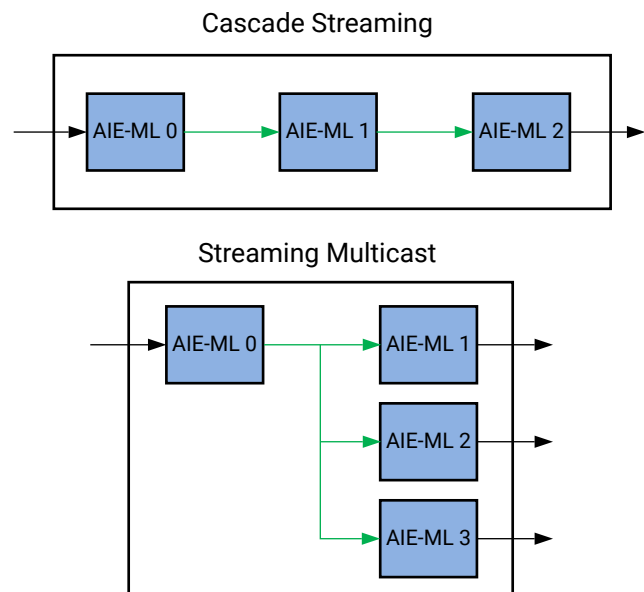 Cascade Streaming
AIE-ML 0
AIE-ML 1
AIE-ML 2
Streaming Multicast
AIE-ML 0
AIE-ML 1
AIE-ML 2
AIE-ML 3